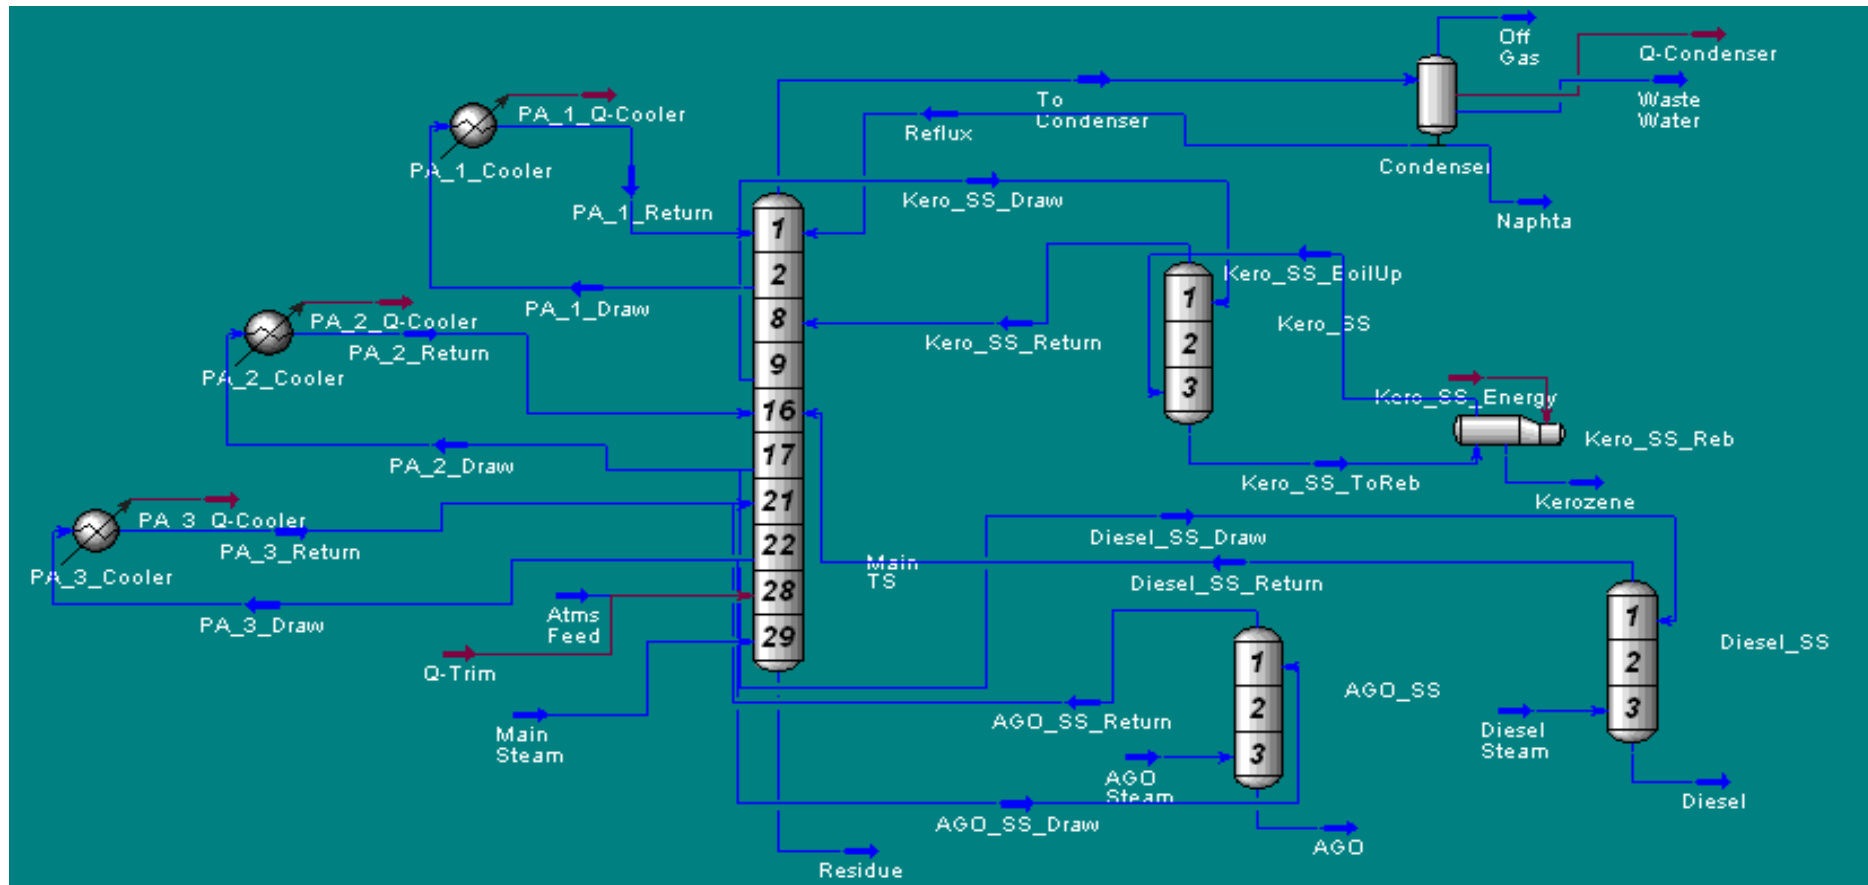 Off
Gas
Q-Condenser
To
Condenser
Waste
Water
PA_1_Q-Cooler
Reflux
PA_1_Cooler
Condenser
Kero_SS_Draw
PA_1_Return
Naphta
1
2
8
9
16
17
21
22
28
29
PA_1_Draw
Kero_SS_BoilUp
1
2
3
Kero_SS
PA_2_Q-Cooler
PA_2_Return
Kero_SS_Return
PA_2_Cooler
Kero_SS_Energy
Kero_SS_Reb
PA_2_Draw
Kero_SS_ToReb
Kerozene
PA_3_Q-Cooler
PA_3_Return
Diesel_SS_Draw
PA_3_Cooler
Main
TS
Diesel_SS_Return
Atms
Feed
PA_3_Draw
1
2
3
Diesel_SS
Q-Trim
1
2
3
AGO_SS
AGO_SS_Return
Main
Steam
Diesel
Steam
AGO
Steam
Diesel
AGO_SS_Draw
AGO
Residue